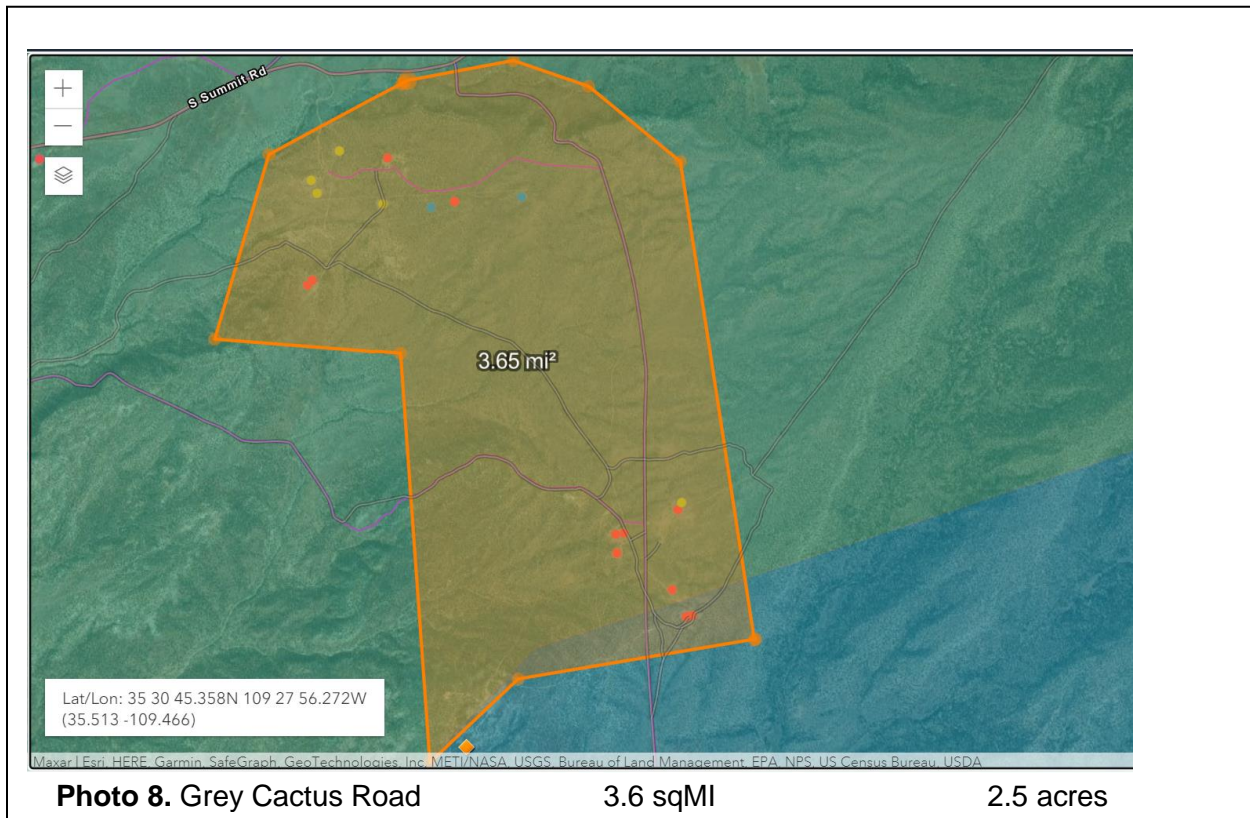 +
S Summit Rd
−
3.65 mi²
Lat/Lon: 35 30 45.358N 109 27 56.272W
(35.513 -109.466)
Maxar | Esri, HERE, Garmin, SafeGraph, GeoTechnologies, Inc, METI/NASA, USGS, Bureau of Land Management, EPA, NPS, US Census Bureau, USDA
Photo 8. Grey Cactus Road 3.6 sqMI 2.5 acres